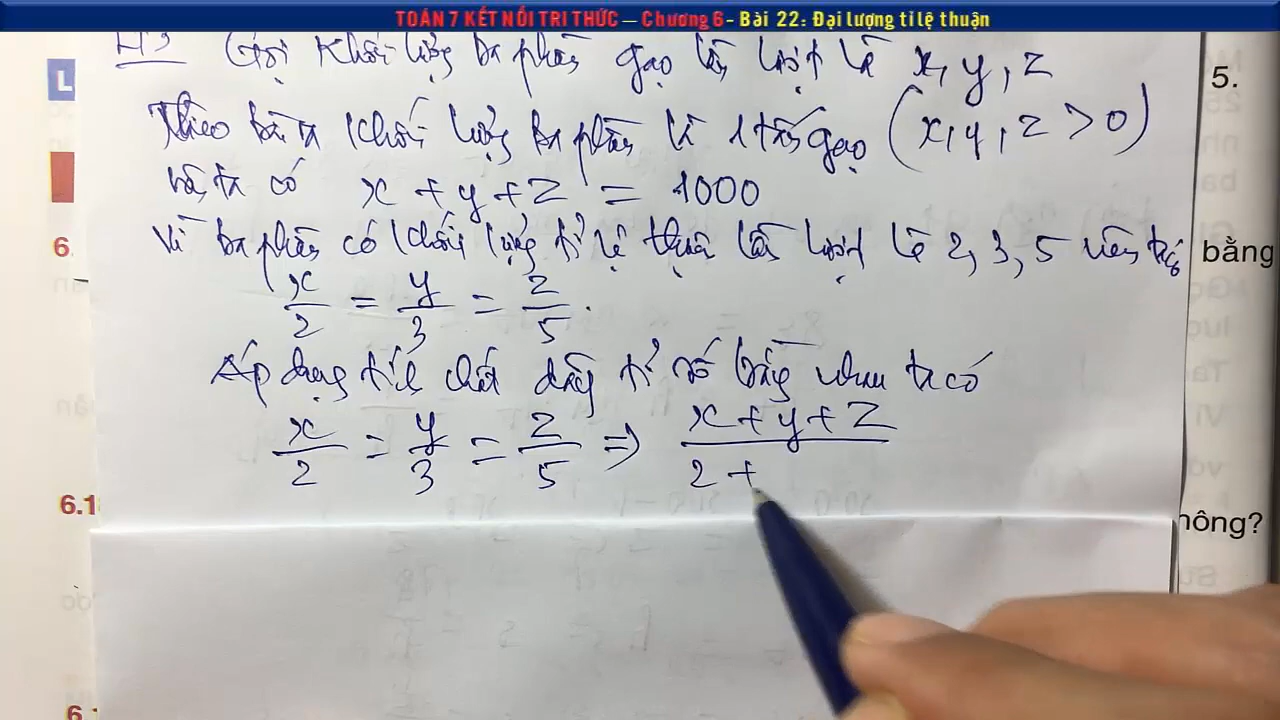 TOÁN 7 KẾT NỐI TRI THỨC – Chương 6- Bài 22: Đại lượng tỉ lệ thuận
Gọi khối lượng ba phần gạo lần lượt là x, y, z
Theo bài ra khối lượng ba phần là 1 tấn gạo (x, y, z > 0)
nên ta có x + y + z = 1000
Vì ba phần có khối lượng tỉ lệ thuận lần lượt là 2, 3, 5 nên ta có
x/2 = y/3 = z/5.
Áp dụng tính chất dãy tỉ số bằng nhau ta có
x/2 = y/3 = z/5 => x + y + z / 2 +
L
6.
6.1
5.
bằng
hông?